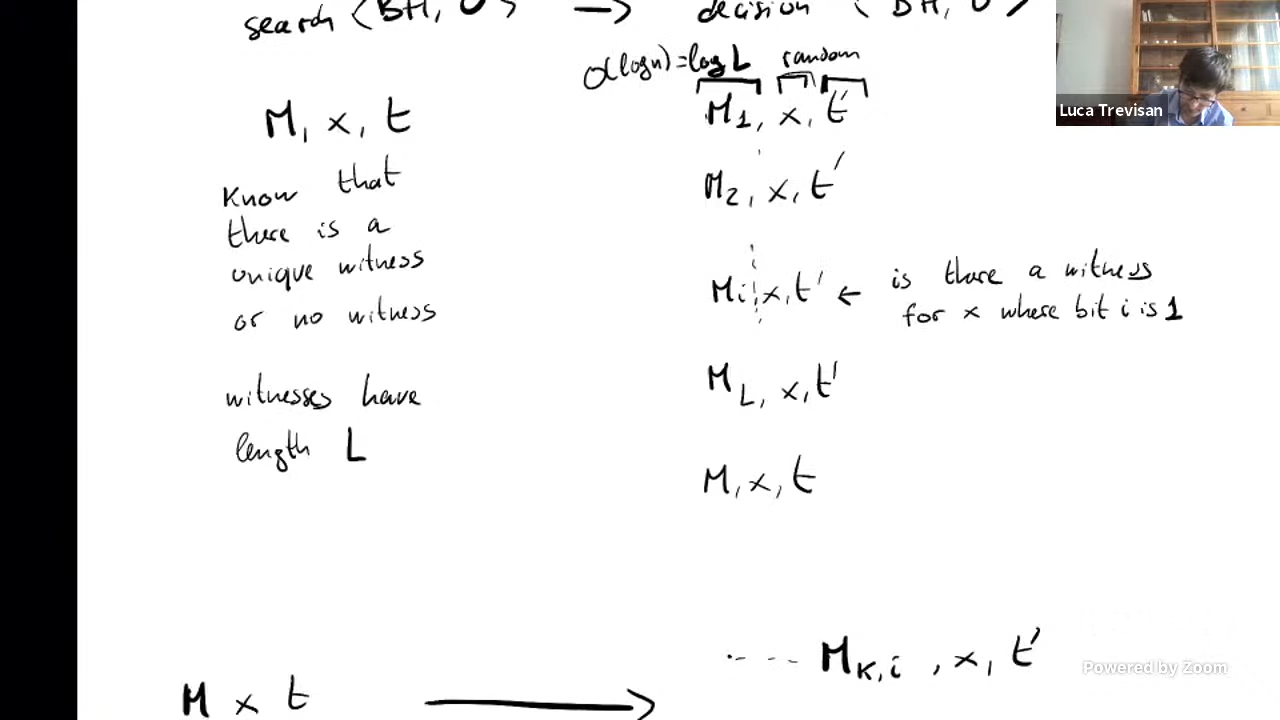 search (BH, U) → decision (BH, U)
O(log n) = log L random
M, x, t
M1, x, t'
Know that
there is a
unique witness
or no witness
M2, x, t'
Mi, x, t' ← is there a witness
for x where bit i is 1
witnesses have
length L
ML, x, t'
M, x, t
.--- MK,i , x, t'
M x t →
Luca Trevisan
Powered by Zoom